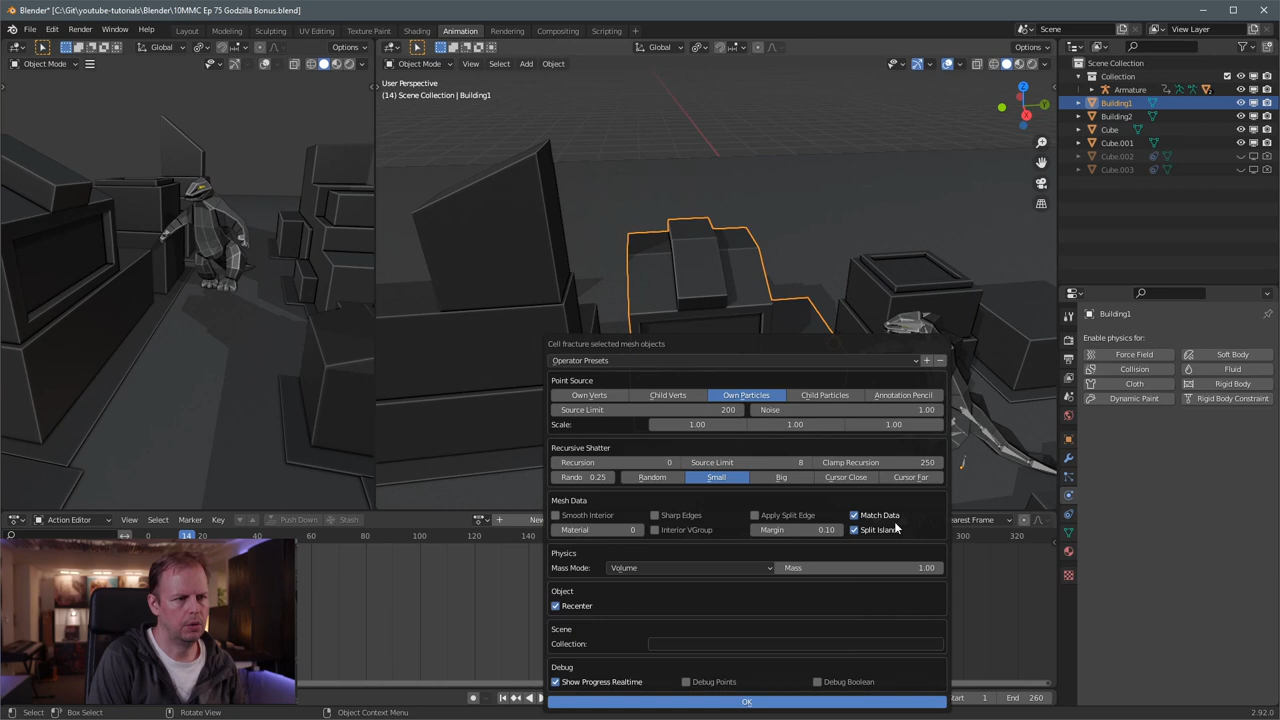 Blender* [C:\Git\youtube-tutorials\Blender\10MMC Ep 75 Godzilla Bonus.blend]
File Edit Render Window Help Layout Modeling Sculpting UV Editing Texture Paint Shading Animation Rendering Compositing Scripting + Scene View Layer
Global Options Global Options
Object Mode Object Mode View Select Add Object
User Perspective
(14) Scene Collection | Building1
Z
Y
X
Scene Collection
Collection
Armature
2
Building1
Building2
Cube
Cube.001
Cube.002
Cube.003
Building1
Enable physics for:
Force Field Soft Body
Collision Fluid
Cloth Rigid Body
Dynamic Paint Rigid Body Constraint
Cell fracture selected mesh objects
Operator Presets
Point Source
Own Verts Child Verts Own Particles Child Particles Annotation Pencil
Source Limit 200 Noise 1.00
Scale: 1.00 1.00 1.00
Recursive Shatter
Recursion 0 Source Limit 8 Clamp Recursion 250
Rando 0.25 Random Small Big Cursor Close Cursor Far
Mesh Data
Smooth Interior Sharp Edges Apply Split Edge Match Data
Material 0 Interior VGroup Margin 0.10 Split Islan
Physics
Mass Mode: Volume Mass 1.00
Object
Recenter
Scene
Collection:
Debug
Show Progress Realtime Debug Points Debug Boolean
OK
Action Editor View Select Marker Channel Key Push Down Stash New earest Frame
0 14 20 40 60 80 100 300 320
Start 1 End 260
Select Box Select Rotate View Object Context Menu 2.92.0